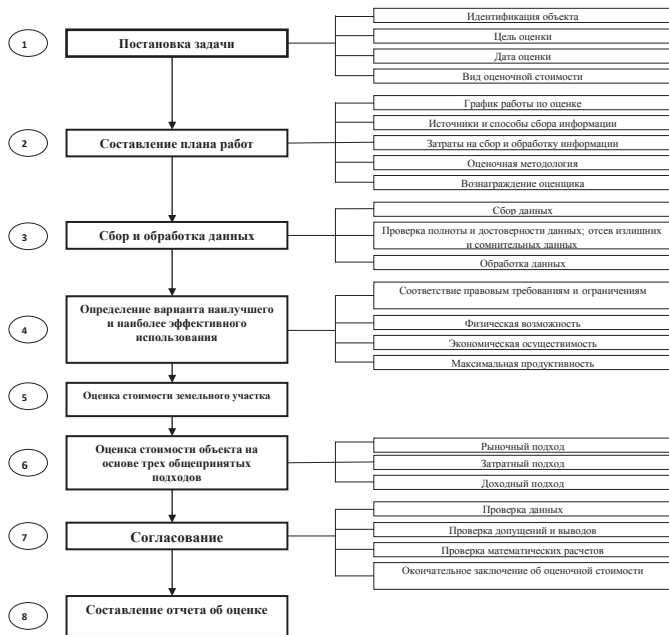 1
Постановка задачи
Идентификация объекта
Цель оценки
Дата оценки
Вид оценочной стоимости
2
Составление плана работ
График работы по оценке
Источники и способы сбора информации
Затраты на сбор и обработку информации
Оценочная методология
Вознаграждение оценщика
3
Сбор и обработка данных
Сбор данных
Проверка полноты и достоверности данных; отсев излишних
и сомнительных данных
Обработка данных
4
Определение варианта наилучшего
и наиболее эффективного
использования
Соответствие правовым требованиям и ограничениям
Физическая возможность
Экономическая осуществимость
Максимальная продуктивность
5
Оценка стоимости земельного участка
6
Оценка стоимости объекта на
основе трех общепринятых
подходов
Рыночный подход
Затратный подход
Доходный подход
7
Согласование
Проверка данных
Проверка допущений и выводов
Проверка математических расчетов
Окончательное заключение об оценочной стоимости
8
Составление отчета об оценке